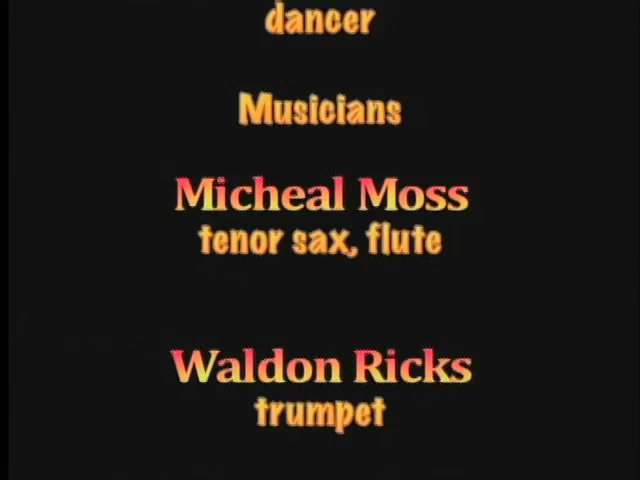 dancer
Musicians
Micheal Moss
tenor sax, flute
Waldon Ricks
trumpet